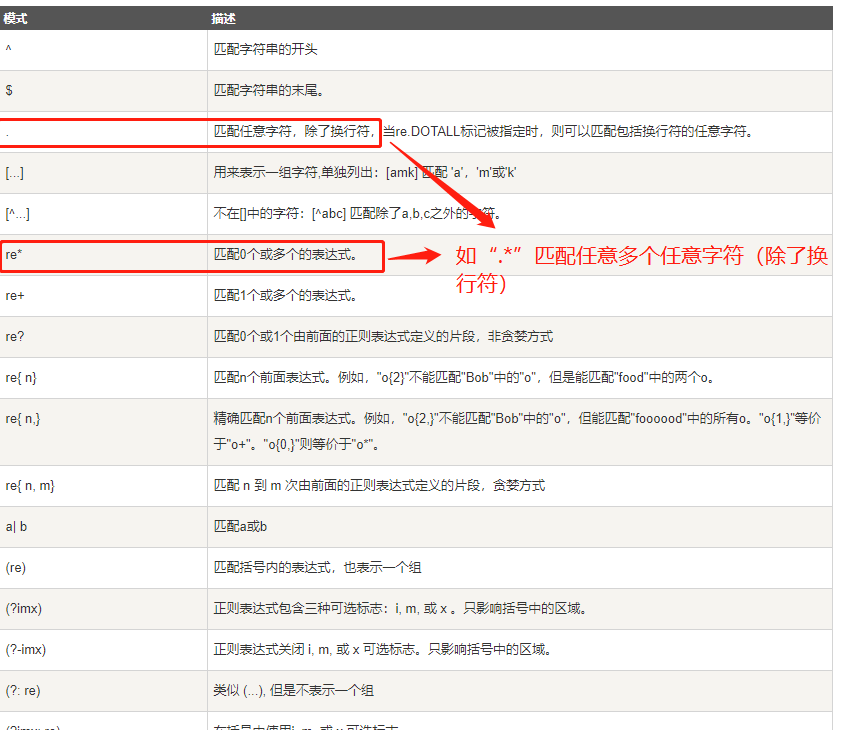 模式 描述
^ 匹配字符串的开头
$ 匹配字符串的末尾。
. 匹配任意字符，除了换行符，当re.DOTALL标记被指定时，则可以匹配包括换行符的任意字符。
[...] 用来表示一组字符,单独列出：[amk] 匹配 'a'，'m'或'k'
[^...] 不在[]中的字符：[^abc] 匹配除了a,b,c之外的字符。
re* 匹配0个或多个的表达式。
如“.*”匹配任意多个任意字符（除了换
行符）
re+ 匹配1个或多个的表达式。
re? 匹配0个或1个由前面的正则表达式定义的片段，非贪婪方式
re{ n} 匹配n个前面表达式。例如，"o{2}"不能匹配"Bob"中的"o"，但是能匹配"food"中的两个o。
re{ n,} 精确匹配n个前面表达式。例如，"o{2,}"不能匹配"Bob"中的"o"，但能匹配"foooood"中的所有o。"o{1,}"等价
于"o+"。"o{0,}"则等价于"o*"。
re{ n, m} 匹配 n 到 m 次由前面的正则表达式定义的片段，贪婪方式
a| b 匹配a或b
(re) 匹配括号内的表达式，也表示一个组
(?imx) 正则表达式包含三种可选标志：i, m, 或 x 。只影响括号中的区域。
(?-imx) 正则表达式关闭 i, m, 或 x 可选标志。只影响括号中的区域。
(?: re) 类似 (...), 但是不表示一个组